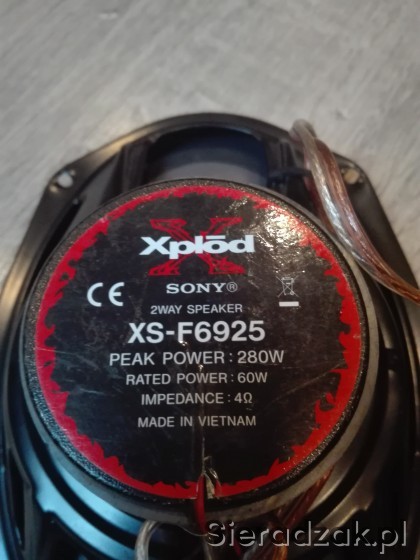 Xplōd
SONY®
CE
2WAY SPEAKER
XS-F6925
PEAK POWER : 280W
RATED POWER : 60W
IMPEDANCE : 4Ω
MADE IN VIETNAM
Sieradzak.pl